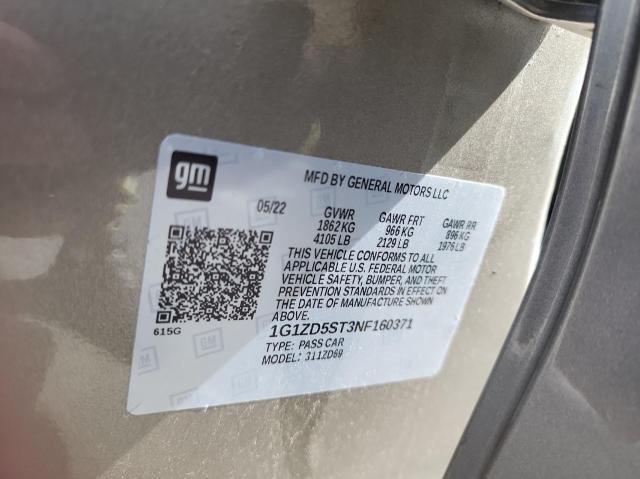 gm
MFD BY GENERAL MOTORS LLC
05/22
GVWR GAWR FRT GAWR RR
1862 KG 966 KG 896 KG
4105 LB 2129 LB 1976 LB
THIS VEHICLE CONFORMS TO ALL
APPLICABLE U.S. FEDERAL MOTOR
VEHICLE SAFETY, BUMPER, AND THEFT
PREVENTION STANDARDS IN EFFECT ON
THE DATE OF MANUFACTURE SHOWN
ABOVE.
615G
1G1ZD5ST3NF160371
TYPE: PASS CAR
MODEL: 311ZD69